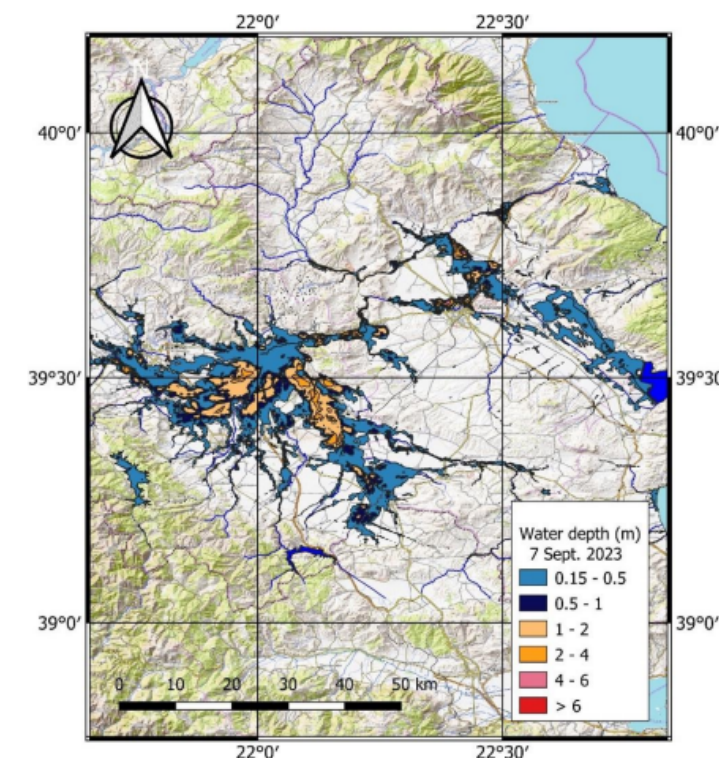 22°0′ 22°30′
N
40°0′ 40°0′
39°30′ 39°30′
Water depth (m)
7 Sept. 2023
0.15 - 0.5
0.5 - 1
1 - 2
2 - 4
4 - 6
> 6
39°0′ 39°0′
0 10 20 30 40 50 km
22°0′ 22°30′